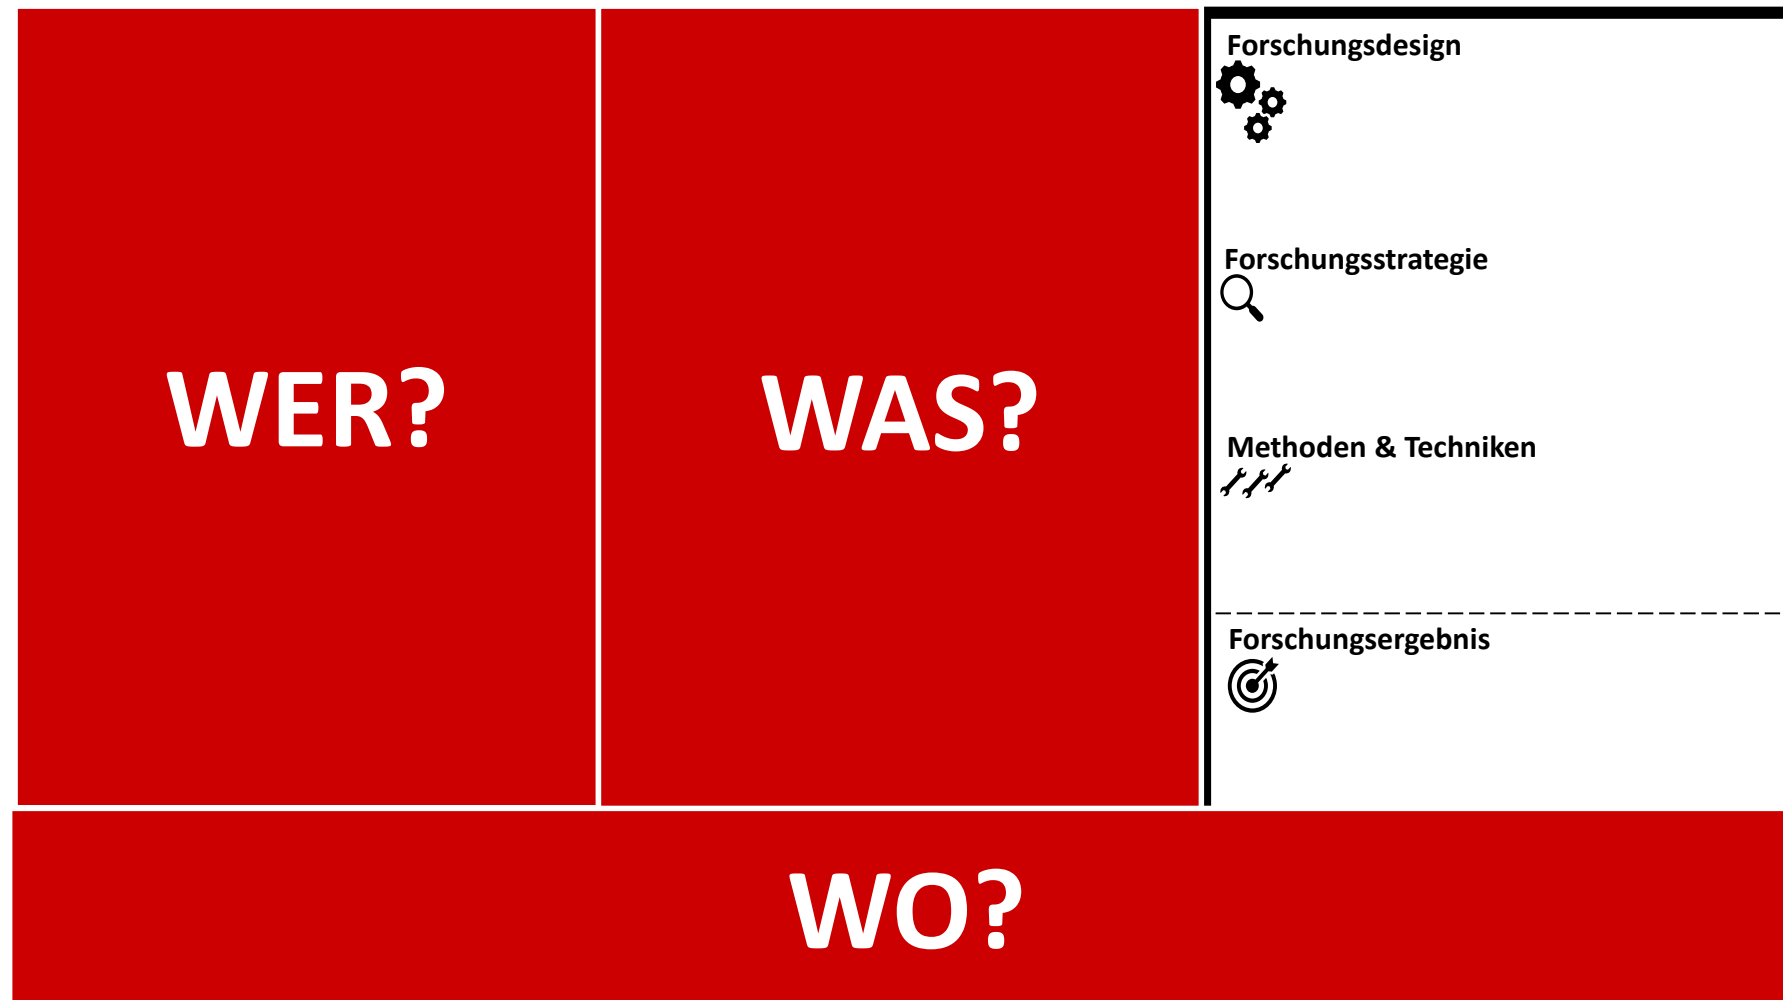 WER?
WAS?
Forschungsdesign
Forschungsstrategie
Methoden & Techniken
Forschungsergebnis
WO?